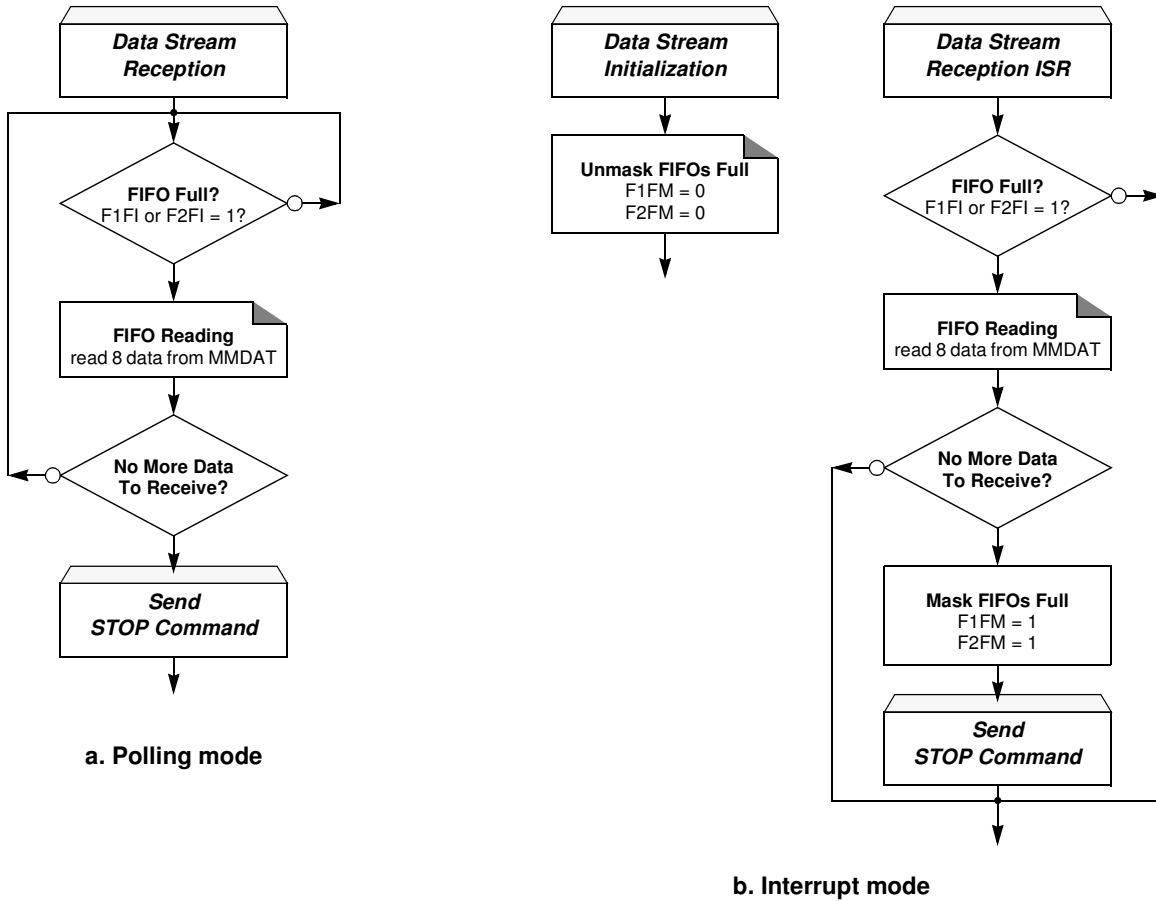 Data Stream
Reception
FIFO Full?
F1FI or F2FI = 1?
FIFO Reading
read 8 data from MMDAT
No More Data
To Receive?
Send
STOP Command
a. Polling mode
Data Stream
Initialization
Unmask FIFOs Full
F1FM = 0
F2FM = 0
Data Stream
Reception ISR
FIFO Full?
F1FI or F2FI = 1?
FIFO Reading
read 8 data from MMDAT
No More Data
To Receive?
Mask FIFOs Full
F1FM = 1
F2FM = 1
Send
STOP Command
b. Interrupt mode